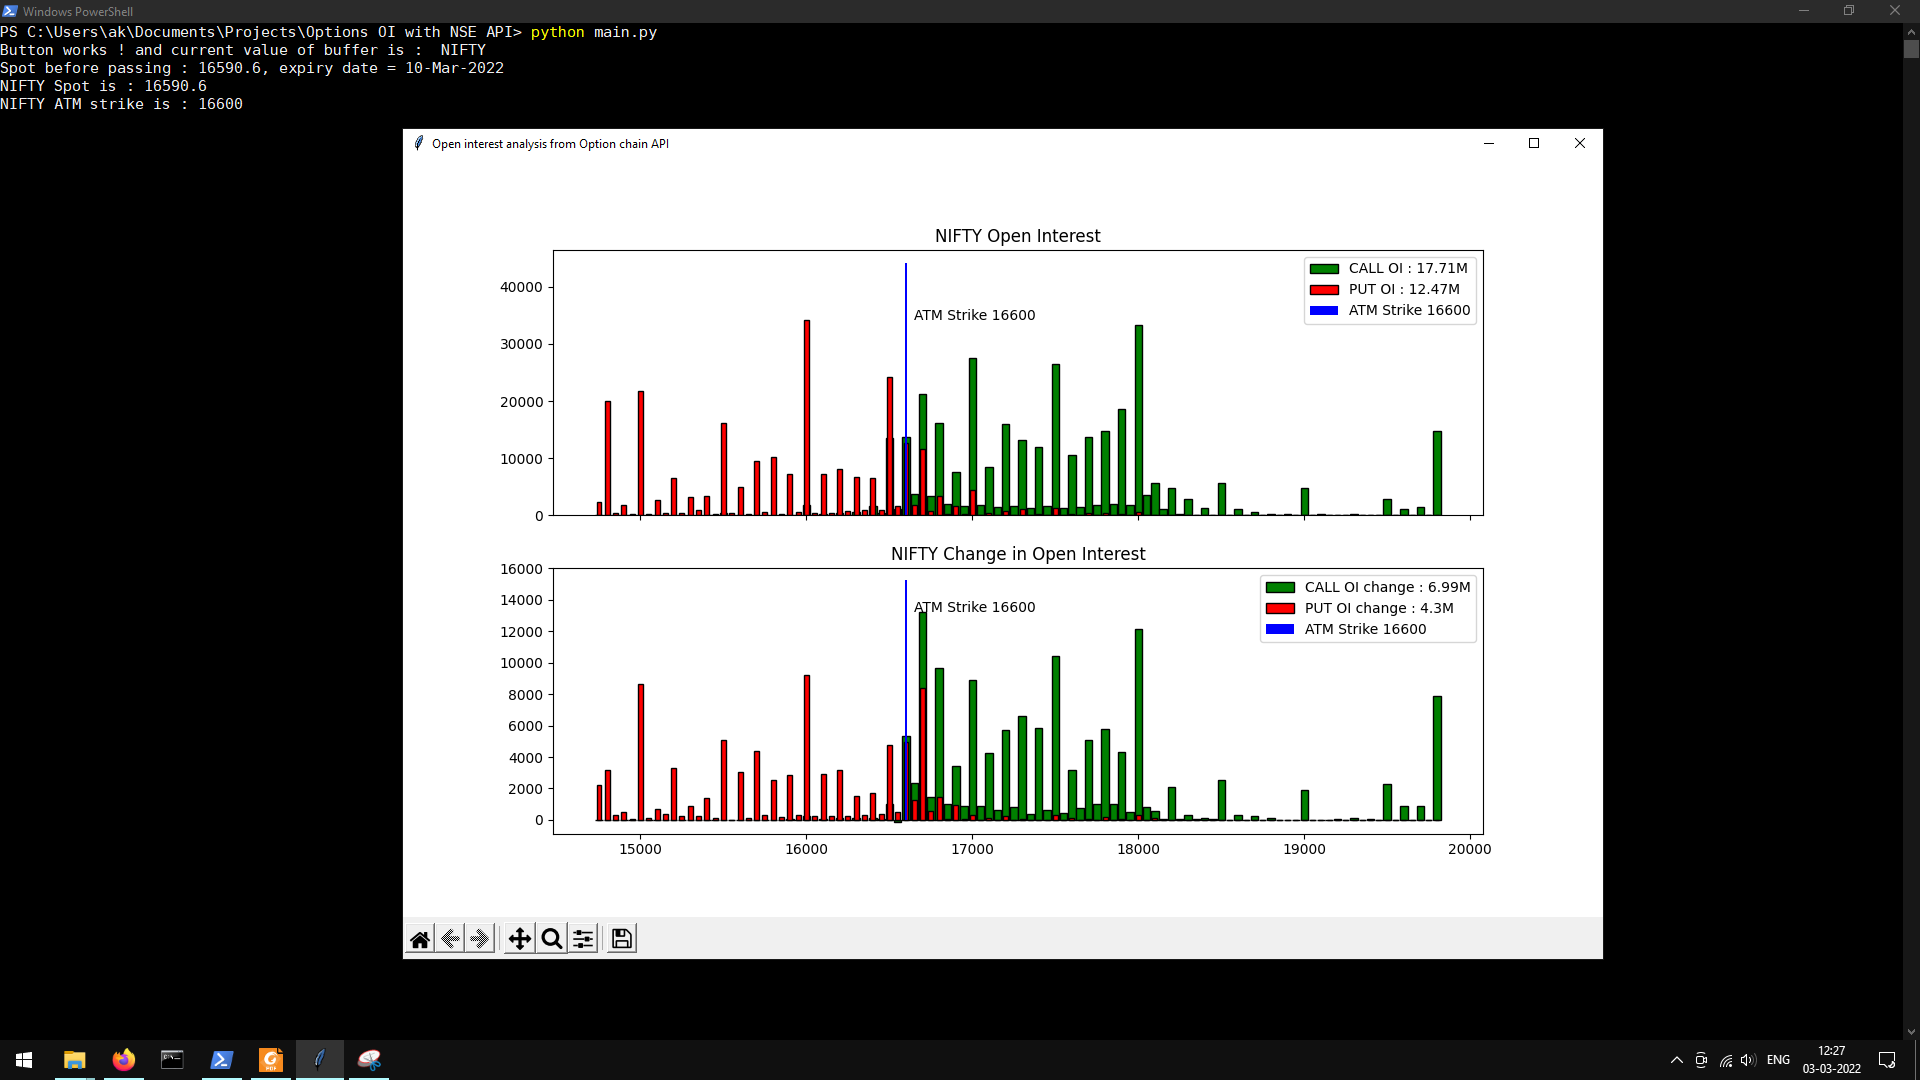 Windows PowerShell
PS C:\Users\ak\Documents\Projects\Options OI with NSE API> python main.py
Button works ! and current value of buffer is :  NIFTY
Spot before passing : 16590.6, expiry date = 10-Mar-2022
NIFTY Spot is : 16590.6
NIFTY ATM strike is : 16600
Open interest analysis from Option chain API
NIFTY Open Interest
40000
30000
20000
10000
0
ATM Strike 16600
CALL OI : 17.71M
PUT OI : 12.47M
ATM Strike 16600
NIFTY Change in Open Interest
16000
14000
12000
10000
8000
6000
4000
2000
0
ATM Strike 16600
CALL OI change : 6.99M
PUT OI change : 4.3M
ATM Strike 16600
15000 16000 17000 18000 19000 20000
PDF
ENG
12:27
03-03-2022